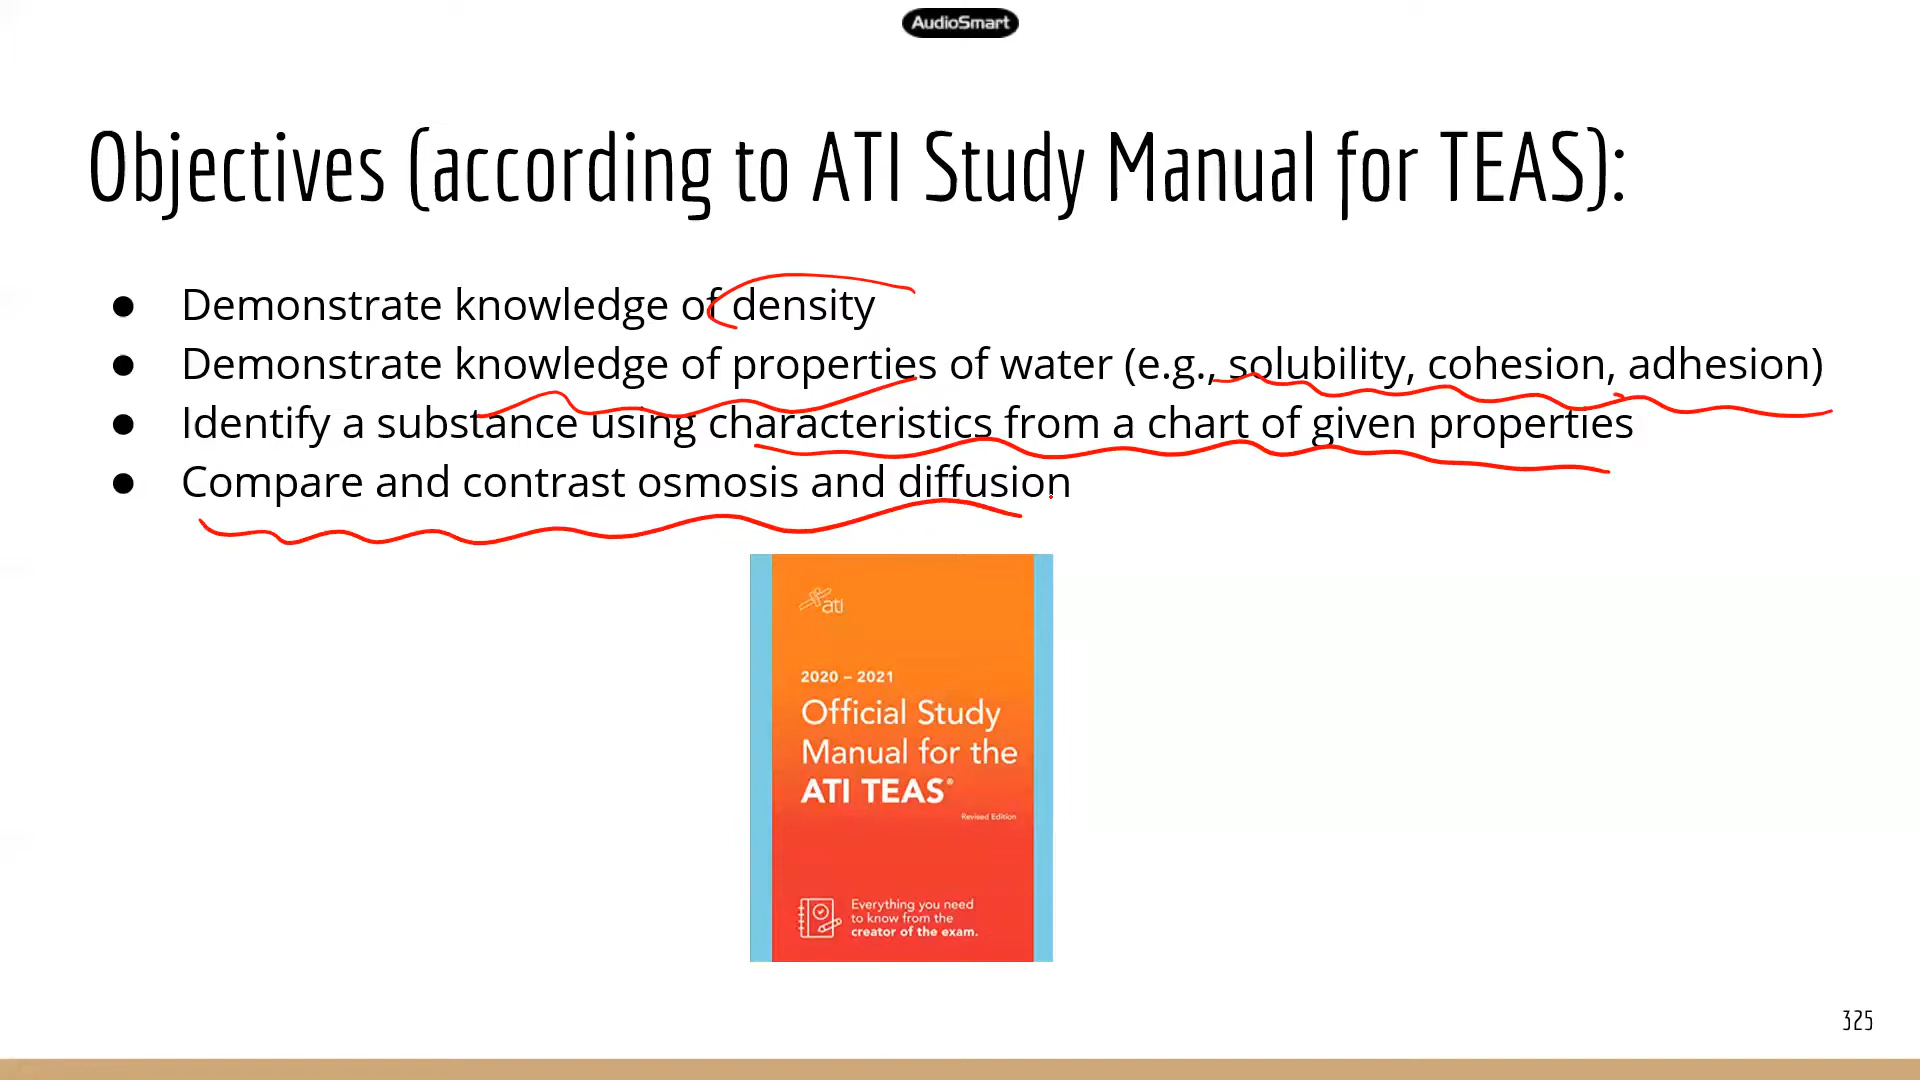 AudioSmart
Objectives (according to ATI Study Manual for TEAS):
● Demonstrate knowledge of density
● Demonstrate knowledge of properties of water (e.g., solubility, cohesion, adhesion)
● Identify a substance using characteristics from a chart of given properties
● Compare and contrast osmosis and diffusion
ati
2020 – 2021
Official Study
Manual for the
ATI TEAS®
Revised Edition
Everything you need
to know from the
creator of the exam.
325